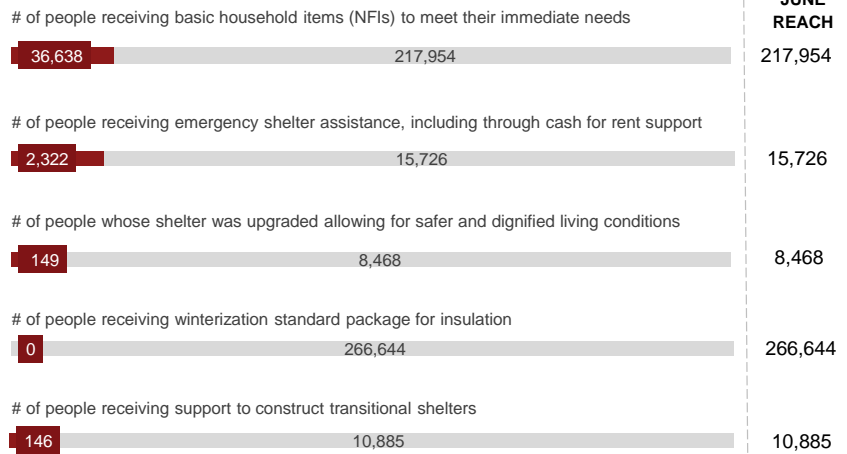 JUNE
REACH
# of people receiving basic household items (NFIs) to meet their immediate needs
36,638 217,954 217,954
# of people receiving emergency shelter assistance, including through cash for rent support
2,322 15,726 15,726
# of people whose shelter was upgraded allowing for safer and dignified living conditions
149 8,468 8,468
# of people receiving winterization standard package for insulation
0 266,644 266,644
# of people receiving support to construct transitional shelters
146 10,885 10,885